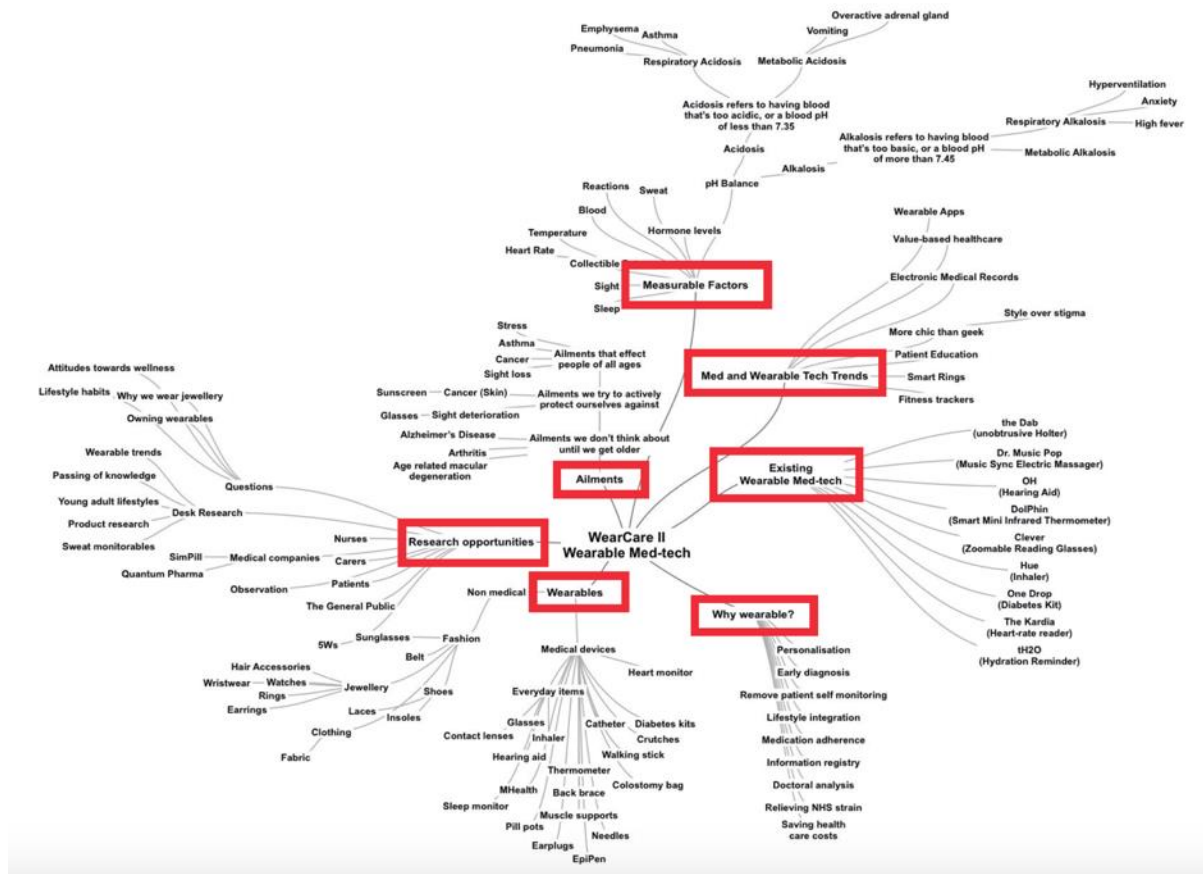 Overactive adrenal gland
Emphysema
Asthma
Vomiting
Pneumonia
Respiratory Acidosis
Metabolic Acidosis
Hyperventilation
Acidosis refers to having blood
that's too acidic, or a blood pH
of less than 7.35
Anxiety
Respiratory Alkalosis
High fever
Alkalosis refers to having blood
that's too basic, or a blood pH
of more than 7.45
Metabolic Alkalosis
Acidosis
Alkalosis
pH Balance
Reactions
Sweat
Blood
Hormone levels
Temperature
Heart Rate
Collectible
Sight
Measurable Factors
Sleep
Wearable Apps
Value-based healthcare
Electronic Medical Records
Style over stigma
More chic than geek
Patient Education
Med and Wearable Tech Trends
Smart Rings
Fitness trackers
Stress
Asthma
Cancer
Sight loss
Ailments that effect
people of all ages
Sunscreen
Cancer (Skin)
Ailments we try to actively
protect ourselves against
Glasses
Sight deterioration
Alzheimer's Disease
Arthritis
Age related macular
degeneration
Ailments we don't think about
until we get older
Ailments
Existing
Wearable Med-tech
the Dab
(unobtrusive Holter)
Dr. Music Pop
(Music Sync Electric Massager)
OH
(Hearing Aid)
DolPhin
(Smart Mini Infrared Thermometer)
Clever
(Zoomable Reading Glasses)
Hue
(Inhaler)
One Drop
(Diabetes Kit)
The Kardia
(Heart-rate reader)
tH2O
(Hydration Reminder)
Attitudes towards wellness
Lifestyle habits
Why we wear jewellery
Owning wearables
Wearable trends
Passing of knowledge
Questions
Young adult lifestyles
Desk Research
Product research
Sweat monitorables
Nurses
Research opportunities
SimPill
Medical companies
Carers
Quantum Pharma
Patients
Observation
The General Public
5Ws
WearCare II
Wearable Med-tech
Non medical
Wearables
Why wearable?
Sunglasses
Fashion
Belt
Hair Accessories
Wristwear
Watches
Jewellery
Rings
Earrings
Shoes
Laces
Insoles
Clothing
Fabric
Medical devices
Heart monitor
Everyday items
Glasses
Catheter
Diabetes kits
Contact lenses
Inhaler
Crutches
Hearing aid
Walking stick
Thermometer
Colostomy bag
MHealth
Back brace
Sleep monitor
Muscle supports
Pill pots
Needles
Earplugs
EpiPen
Personalisation
Early diagnosis
Remove patient self monitoring
Lifestyle integration
Medication adherence
Information registry
Doctoral analysis
Relieving NHS strain
Saving health
care costs